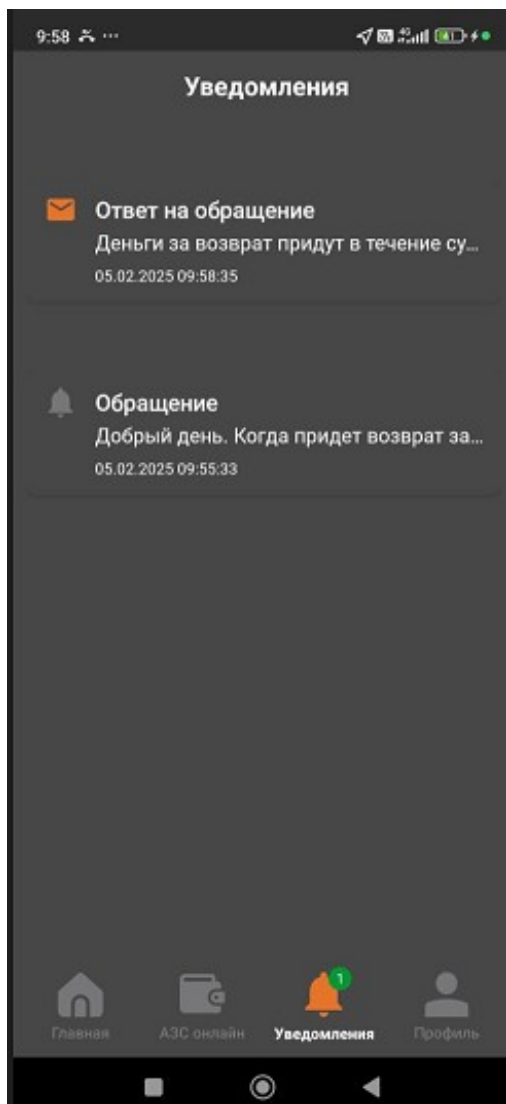 9:58
Уведомления
Ответ на обращение
Деньги за возврат придут в течение су...
05.02.2025 09:58:35
Обращение
Добрый день. Когда придет возврат за...
05.02.2025 09:55:33
1
Главная
АЗС онлайн
Уведомления
Профиль